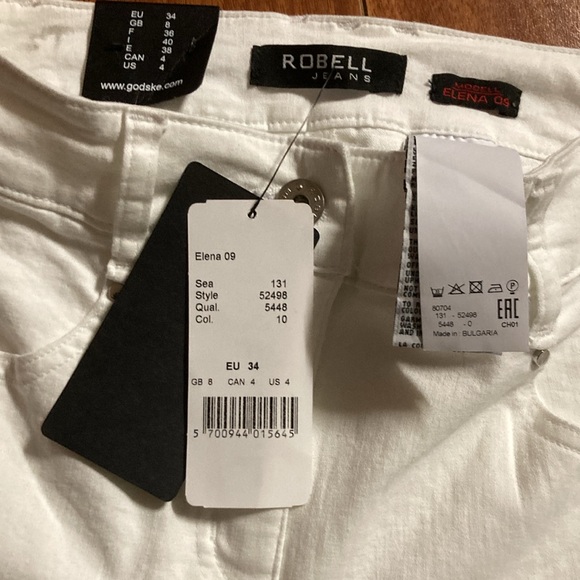 EU 34
GB 8
F 36
I 40
E 38
CAN 4
US 4
www.godske.com
ROBELL
JEANS
ROBELL
ELENA 09
Elena 09
Sea 131
Style 52498
Qual. 5448
Col. 10
EU 34
GB 8 CAN 4 US 4
5 700944 015645
80704
131 - 52498
5448 - 0
Made in : BULGARIA
EAC
CH01